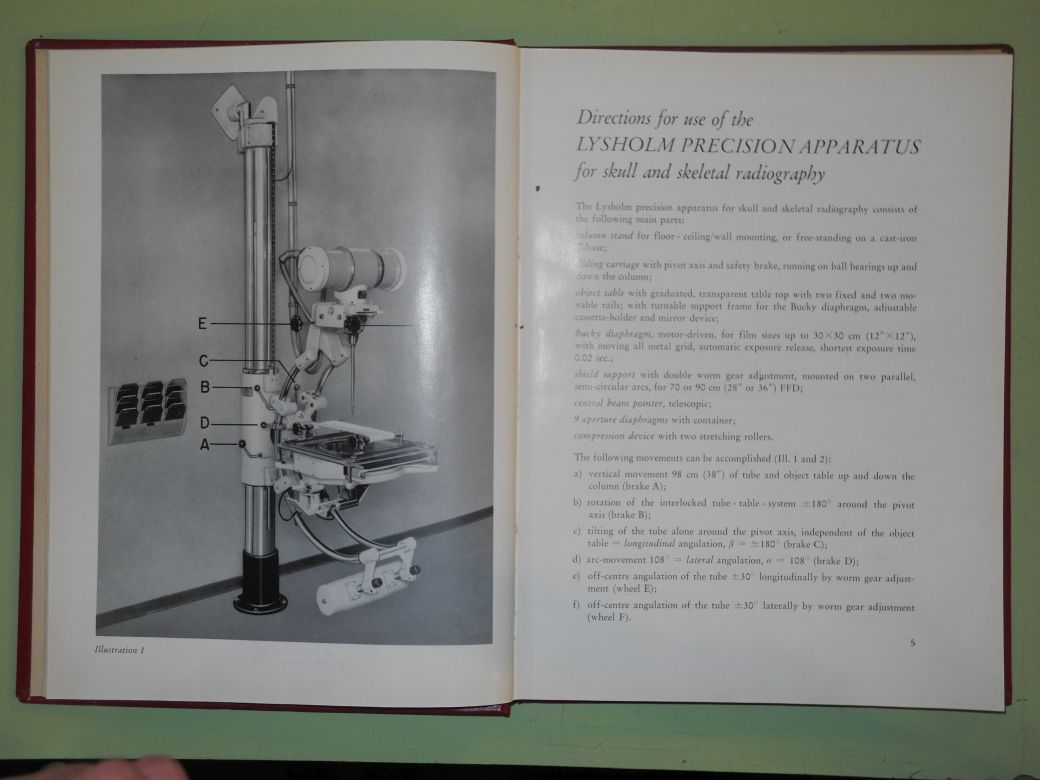 E
C
B
D
A
Illustration 1
Directions for use of the
LYSHOLM PRECISION APPARATUS
for skull and skeletal radiography
The Lysholm precision apparatus for skull and skeletal radiography consists of
the following main parts:
column stand for floor - ceiling/wall mounting, or free-standing on a cast-iron
T-base;
sliding carriage with pivot axis and safety brake, running on ball bearings up and
down the column;
object table with graduated, transparent table top with two fixed and two mo-
vable rails; with turnable support frame for the Bucky diaphragm, adjustable
cassette-holder and mirror device;
Bucky diaphragm, motor-driven, for film sizes up to 30×30 cm (12″×12″),
with moving all metal grid, automatic exposure release, shortest exposure time
0.02 sec.;
shield support with double worm gear adjustment, mounted on two parallel,
semi-circular arcs, for 70 or 90 cm (28″ or 36″) FFD;
central beam pointer, telescopic;
9 aperture diaphragms with container;
compression device with two stretching rollers.
The following movements can be accomplished (Ill. 1 and 2):
a) vertical movement 98 cm (38″) of tube and object table up and down the
column (brake A);
b) rotation of the interlocked tube - table - system ±180° around the pivot
axis (brake B);
c) tilting of the tube alone around the pivot axis, independent of the object
table = longitudinal angulation, β = ±180° (brake C);
d) arc-movement 108° = lateral angulation, α = 108° (brake D);
e) off-centre angulation of the tube ±30° longitudinally by worm gear adjust-
ment (wheel E);
f) off-centre angulation of the tube ±30° laterally by worm gear adjustment
(wheel F).
5